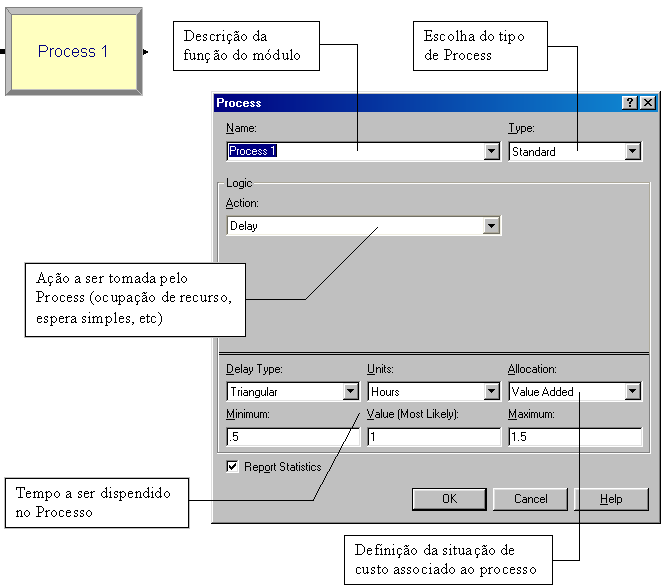 Process 1
Descrição da
função do módulo
Escolha do tipo
de Process
Process
Name:
Type:
Process 1
Standard
Logic
Action:
Delay
Ação a ser tomada pelo
Process (ocupação de recurso,
espera simples, etc)
Delay Type:
Units:
Allocation:
Triangular
Hours
Value Added
Minimum:
Value (Most Likely):
Maximum:
.5
1
1.5
Report Statistics
Tempo a ser dispendido
no Processo
OK
Cancel
Help
Definição da situação de
custo associado ao processo